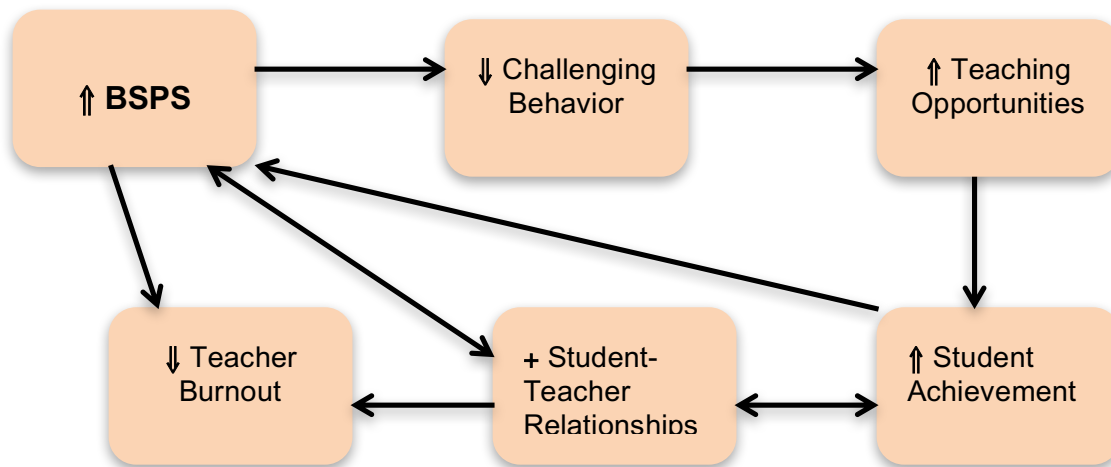 ⇑ BSPS
⇓ Challenging
Behavior
⇑ Teaching
Opportunities
⇓ Teacher
Burnout
+ Student-
Teacher
Relationships
⇑ Student
Achievement